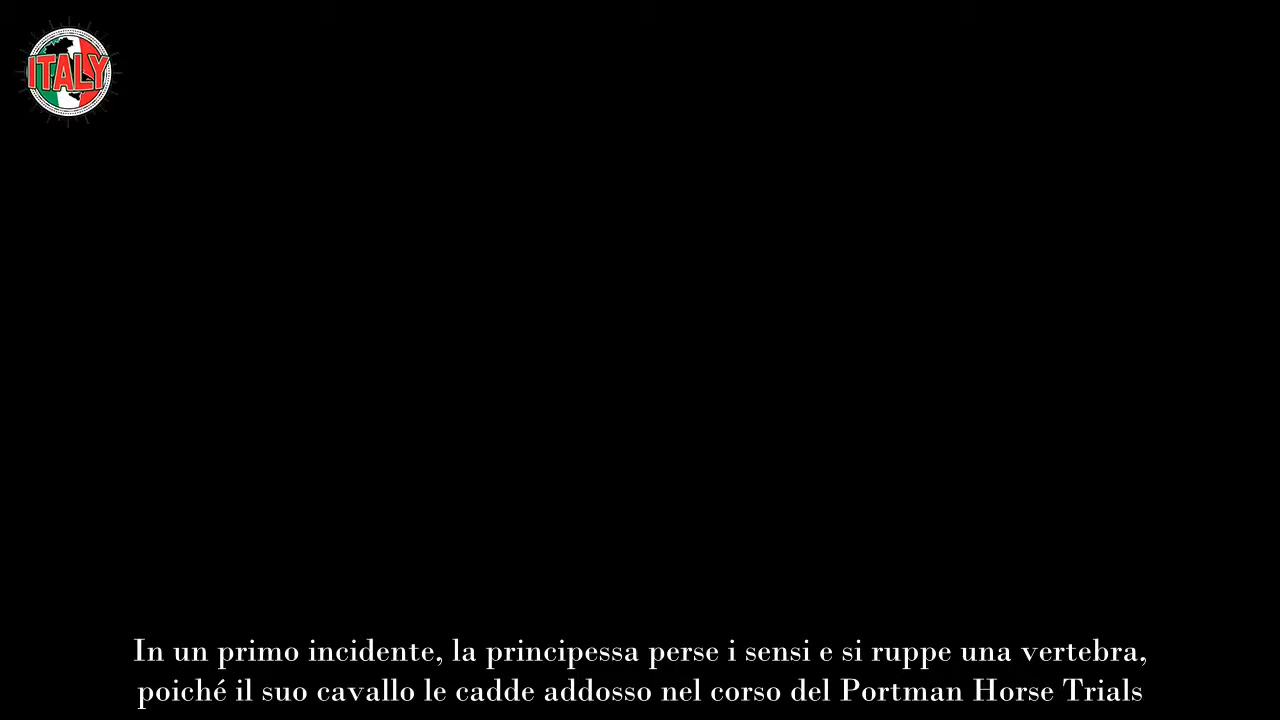 ITALY
In un primo incidente, la principessa perse i sensi e si ruppe una vertebra,
poiché il suo cavallo le cadde addosso nel corso del Portman Horse Trials